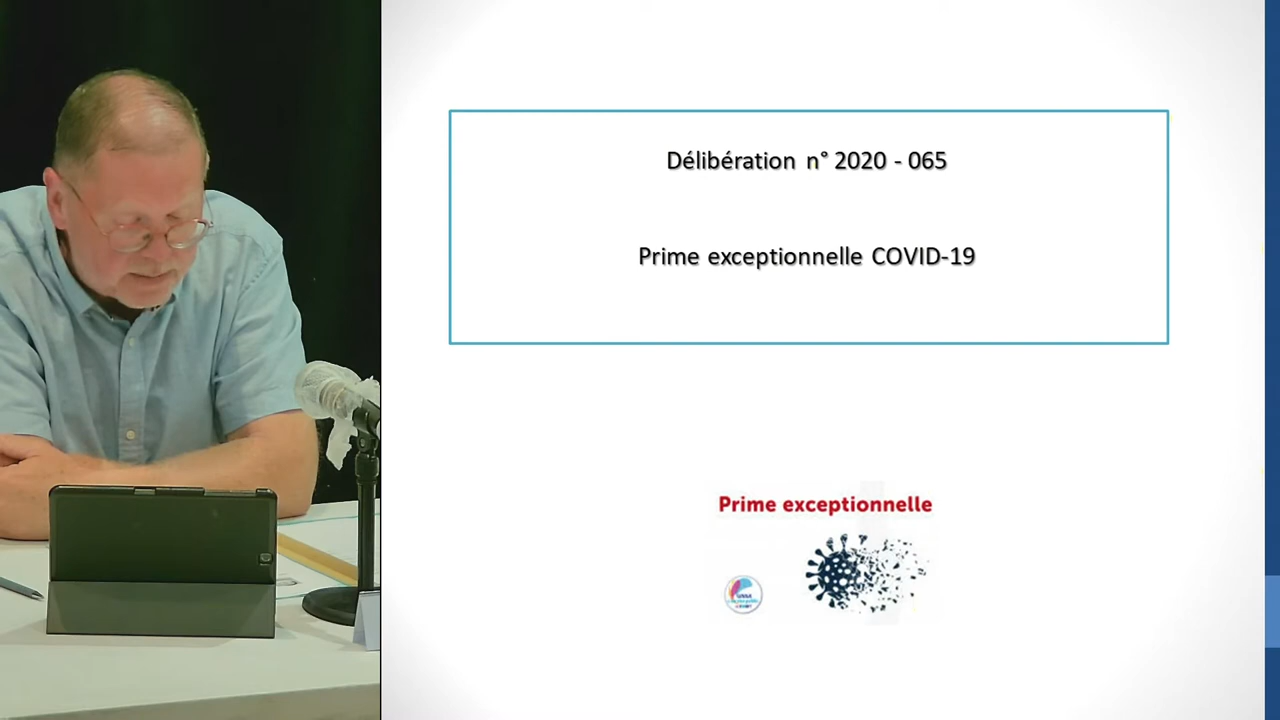 Délibération n° 2020 - 065
Prime exceptionnelle COVID-19
Prime exceptionnelle